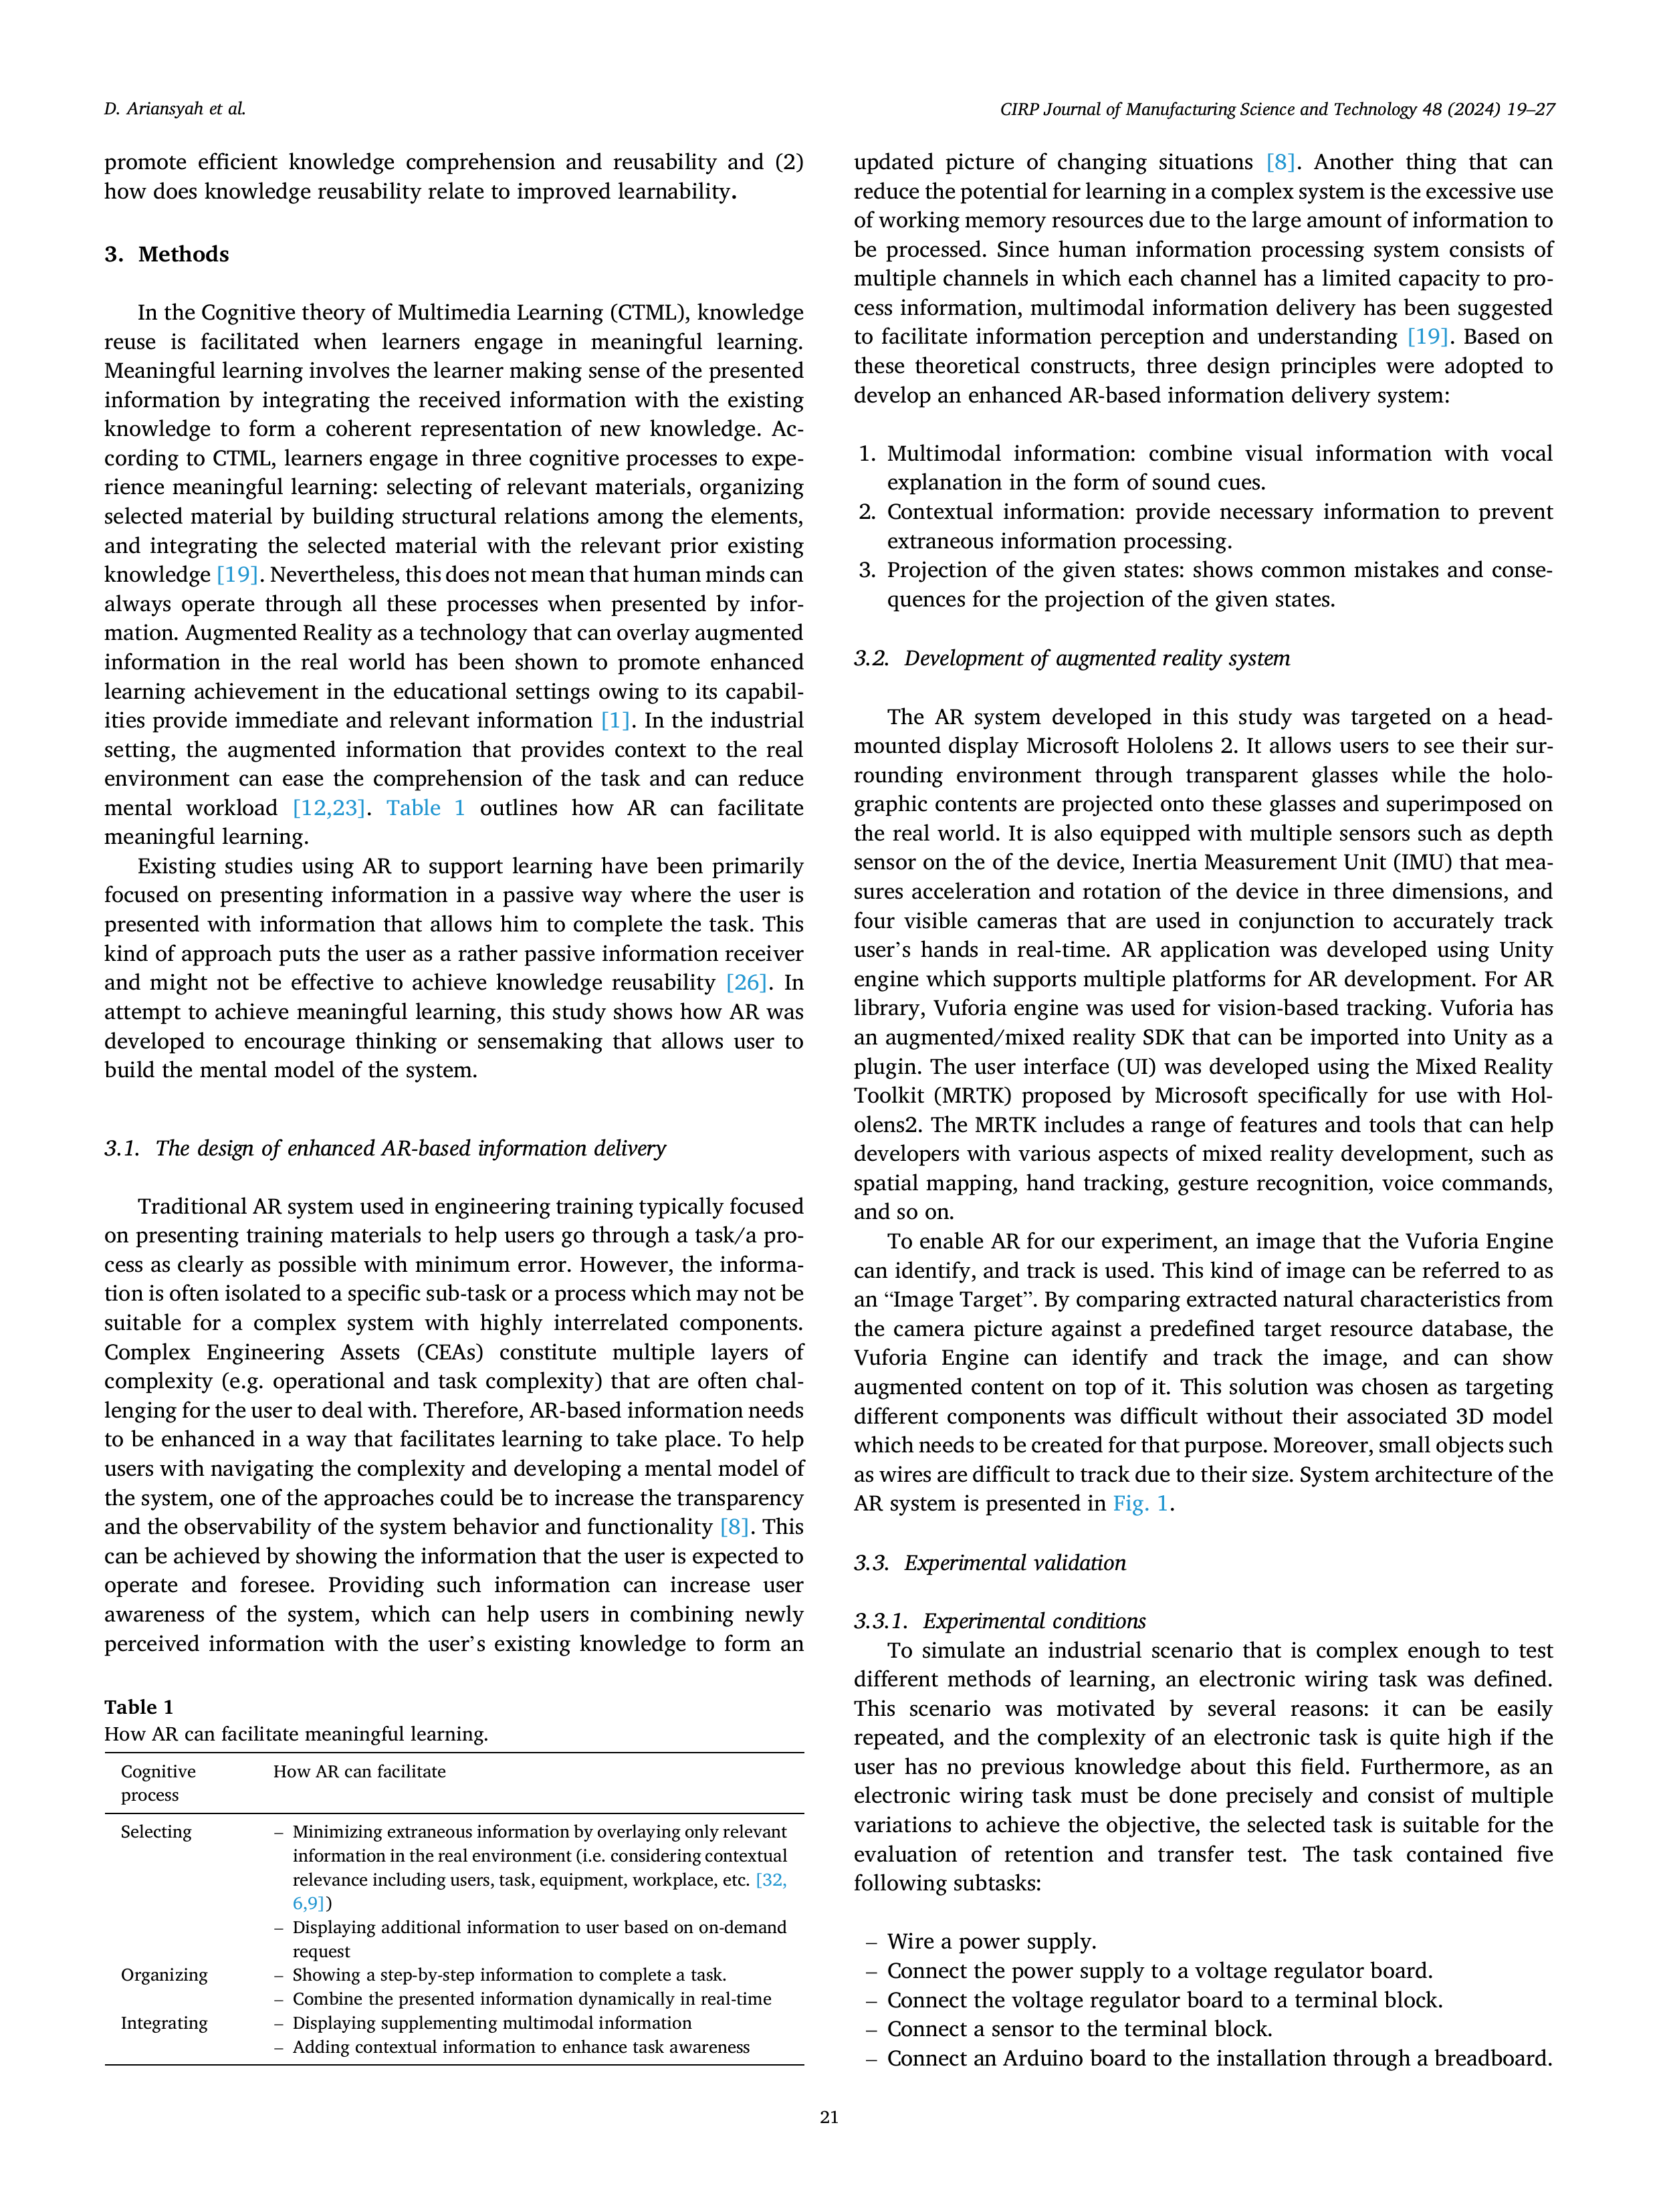 D. Ariansyah et al.
CIRP Journal of Manufacturing Science and Technology 48 (2024) 19–27
promote efficient knowledge comprehension and reusability and (2)
how does knowledge reusability relate to improved learnability.
3. Methods
In the Cognitive theory of Multimedia Learning (CTML), knowledge
reuse is facilitated when learners engage in meaningful learning.
Meaningful learning involves the learner making sense of the presented
information by integrating the received information with the existing
knowledge to form a coherent representation of new knowledge. Ac-
cording to CTML, learners engage in three cognitive processes to expe-
rience meaningful learning: selecting of relevant materials, organizing
selected material by building structural relations among the elements,
and integrating the selected material with the relevant prior existing
knowledge [19]. Nevertheless, this does not mean that human minds can
always operate through all these processes when presented by infor-
mation. Augmented Reality as a technology that can overlay augmented
information in the real world has been shown to promote enhanced
learning achievement in the educational settings owing to its capabil-
ities provide immediate and relevant information [1]. In the industrial
setting, the augmented information that provides context to the real
environment can ease the comprehension of the task and can reduce
mental workload [12,23]. Table 1 outlines how AR can facilitate
meaningful learning.
Existing studies using AR to support learning have been primarily
focused on presenting information in a passive way where the user is
presented with information that allows him to complete the task. This
kind of approach puts the user as a rather passive information receiver
and might not be effective to achieve knowledge reusability [26]. In
attempt to achieve meaningful learning, this study shows how AR was
developed to encourage thinking or sensemaking that allows user to
build the mental model of the system.
3.1. The design of enhanced AR-based information delivery
Traditional AR system used in engineering training typically focused
on presenting training materials to help users go through a task/a pro-
cess as clearly as possible with minimum error. However, the informa-
tion is often isolated to a specific sub-task or a process which may not be
suitable for a complex system with highly interrelated components.
Complex Engineering Assets (CEAs) constitute multiple layers of
complexity (e.g. operational and task complexity) that are often chal-
lenging for the user to deal with. Therefore, AR-based information needs
to be enhanced in a way that facilitates learning to take place. To help
users with navigating the complexity and developing a mental model of
the system, one of the approaches could be to increase the transparency
and the observability of the system behavior and functionality [8]. This
can be achieved by showing the information that the user is expected to
operate and foresee. Providing such information can increase user
awareness of the system, which can help users in combining newly
perceived information with the user's existing knowledge to form an
Table 1
How AR can facilitate meaningful learning.
Cognitive
process
How AR can facilitate
Selecting
– Minimizing extraneous information by overlaying only relevant
information in the real environment (i.e. considering contextual
relevance including users, task, equipment, workplace, etc. [32,
6,9])
– Displaying additional information to user based on on-demand
request
Organizing
– Showing a step-by-step information to complete a task.
– Combine the presented information dynamically in real-time
Integrating
– Displaying supplementing multimodal information
– Adding contextual information to enhance task awareness
updated picture of changing situations [8]. Another thing that can
reduce the potential for learning in a complex system is the excessive use
of working memory resources due to the large amount of information to
be processed. Since human information processing system consists of
multiple channels in which each channel has a limited capacity to pro-
cess information, multimodal information delivery has been suggested
to facilitate information perception and understanding [19]. Based on
these theoretical constructs, three design principles were adopted to
develop an enhanced AR-based information delivery system:
1. Multimodal information: combine visual information with vocal
explanation in the form of sound cues.
2. Contextual information: provide necessary information to prevent
extraneous information processing.
3. Projection of the given states: shows common mistakes and conse-
quences for the projection of the given states.
3.2. Development of augmented reality system
The AR system developed in this study was targeted on a head-
mounted display Microsoft Hololens 2. It allows users to see their sur-
rounding environment through transparent glasses while the holo-
graphic contents are projected onto these glasses and superimposed on
the real world. It is also equipped with multiple sensors such as depth
sensor on the of the device, Inertia Measurement Unit (IMU) that mea-
sures acceleration and rotation of the device in three dimensions, and
four visible cameras that are used in conjunction to accurately track
user's hands in real-time. AR application was developed using Unity
engine which supports multiple platforms for AR development. For AR
library, Vuforia engine was used for vision-based tracking. Vuforia has
an augmented/mixed reality SDK that can be imported into Unity as a
plugin. The user interface (UI) was developed using the Mixed Reality
Toolkit (MRTK) proposed by Microsoft specifically for use with Hol-
olens2. The MRTK includes a range of features and tools that can help
developers with various aspects of mixed reality development, such as
spatial mapping, hand tracking, gesture recognition, voice commands,
and so on.
To enable AR for our experiment, an image that the Vuforia Engine
can identify, and track is used. This kind of image can be referred to as
an “Image Target”. By comparing extracted natural characteristics from
the camera picture against a predefined target resource database, the
Vuforia Engine can identify and track the image, and can show
augmented content on top of it. This solution was chosen as targeting
different components was difficult without their associated 3D model
which needs to be created for that purpose. Moreover, small objects such
as wires are difficult to track due to their size. System architecture of the
AR system is presented in Fig. 1.
3.3. Experimental validation
3.3.1. Experimental conditions
To simulate an industrial scenario that is complex enough to test
different methods of learning, an electronic wiring task was defined.
This scenario was motivated by several reasons: it can be easily
repeated, and the complexity of an electronic task is quite high if the
user has no previous knowledge about this field. Furthermore, as an
electronic wiring task must be done precisely and consist of multiple
variations to achieve the objective, the selected task is suitable for the
evaluation of retention and transfer test. The task contained five
following subtasks:
– Wire a power supply.
– Connect the power supply to a voltage regulator board.
– Connect the voltage regulator board to a terminal block.
– Connect a sensor to the terminal block.
– Connect an Arduino board to the installation through a breadboard.
21